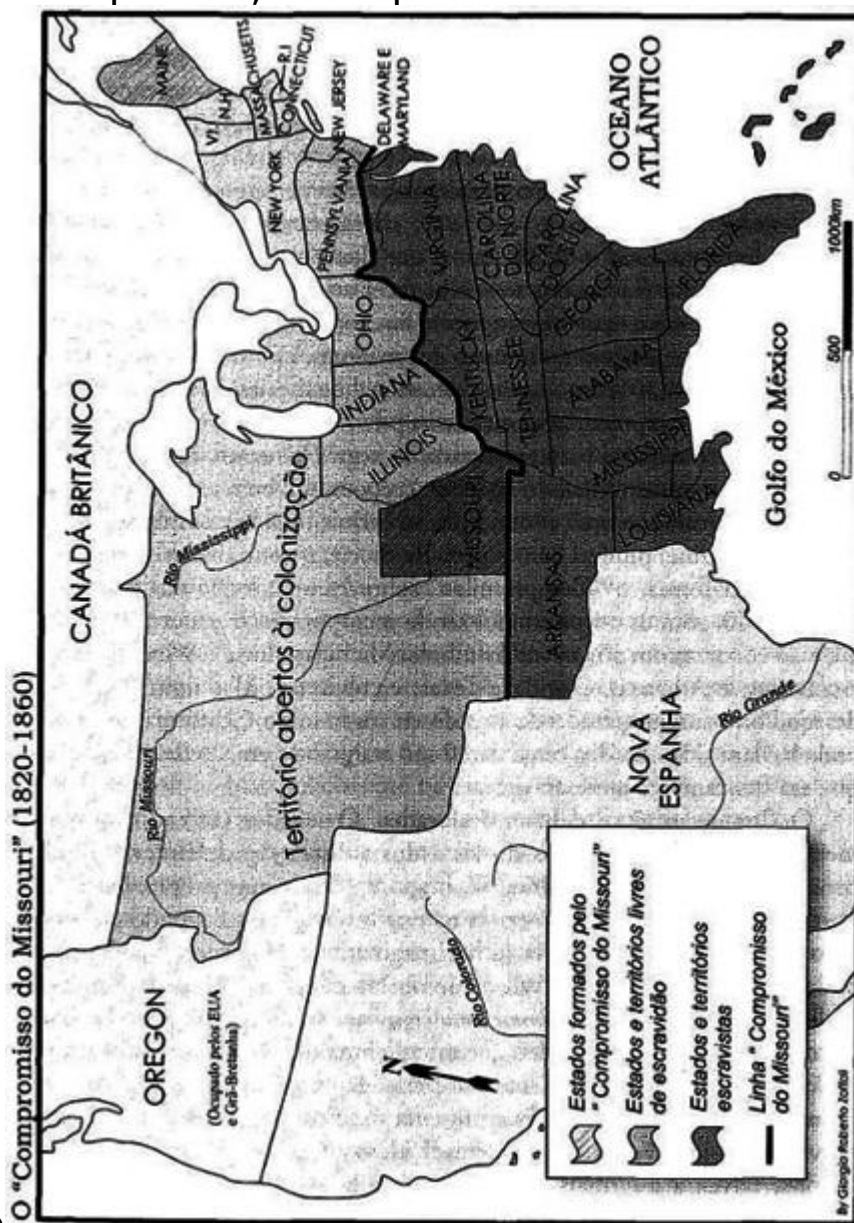 O "Compromisso do Missouri" (1820-1860)
CANADÁ BRITÂNICO
OREGON
(Ocupado pelos EUA
e Grã-Bretanha)
Rio Missouri
Território abertos à colonização
Rio Mississippi
MAINE
VT.
N.H.
MASSACHUSETTS
R.I
CONNECTICUT
NEW YORK
NEW JERSEY
PENNSYLVANIA
DELAWARE E
MARYLAND
OHIO
INDIANA
ILLINOIS
VIRGINIA
KENTUCKY
MISSOURI
CAROLINA
DO NORTE
TENNESSEE
CAROLINA
DO SUL
ARKANSAS
GEORGIA
ALABAMA
MISSISSIPPI
LOUISIANA
FLORIDA
OCEANO
ATLÂNTICO
Rio Colorado
NOVA
ESPANHA
Rio Grande
Golfo do México
N
0 500 1000km
Estados formados pelo
"Compromisso do Missouri"
Estados e territórios livres
de escravidão
Estados e territórios
escravistas
Linha "Compromisso
do Missouri"
By Giorgio Roberto Zoffoli